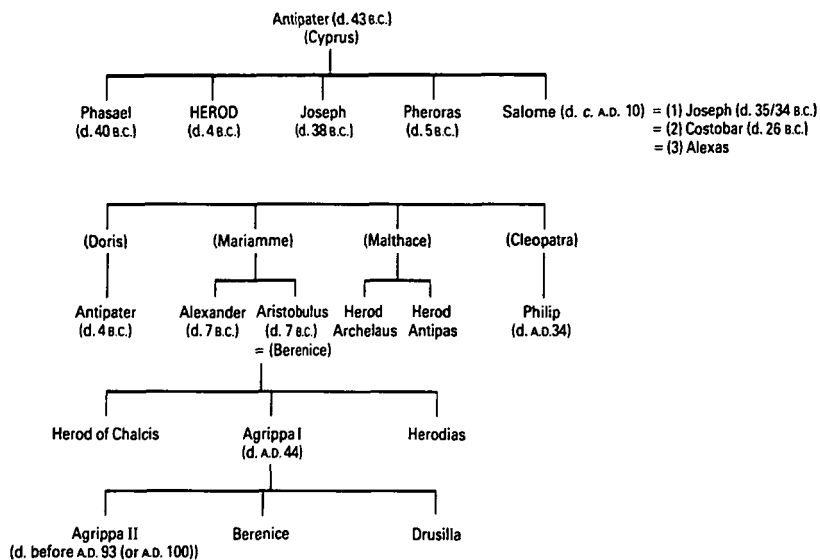 Antipater (d. 43 B.C.)
(Cyprus)
Phasael HEROD Joseph Pheroras Salome (d. c. A.D. 10) = (1) Joseph (d. 35/34 B.C.)
(d. 40 B.C.) (d. 4 B.C.) (d. 38 B.C.) (d. 5 B.C.) = (2) Costobar (d. 26 B.C.)
= (3) Alexas
(Doris) (Mariamme) (Malthace) (Cleopatra)
Antipater Alexander Aristobulus Herod Herod Philip
(d. 4 B.C.) (d. 7 B.C.) (d. 7 B.C.) Archelaus Antipas (d. A.D.34)
= (Berenice)
Herod of Chalcis Agrippa I Herodias
(d. A.D. 44)
Agrippa II Berenice Drusilla
(d. before A.D. 93 (or A.D. 100))